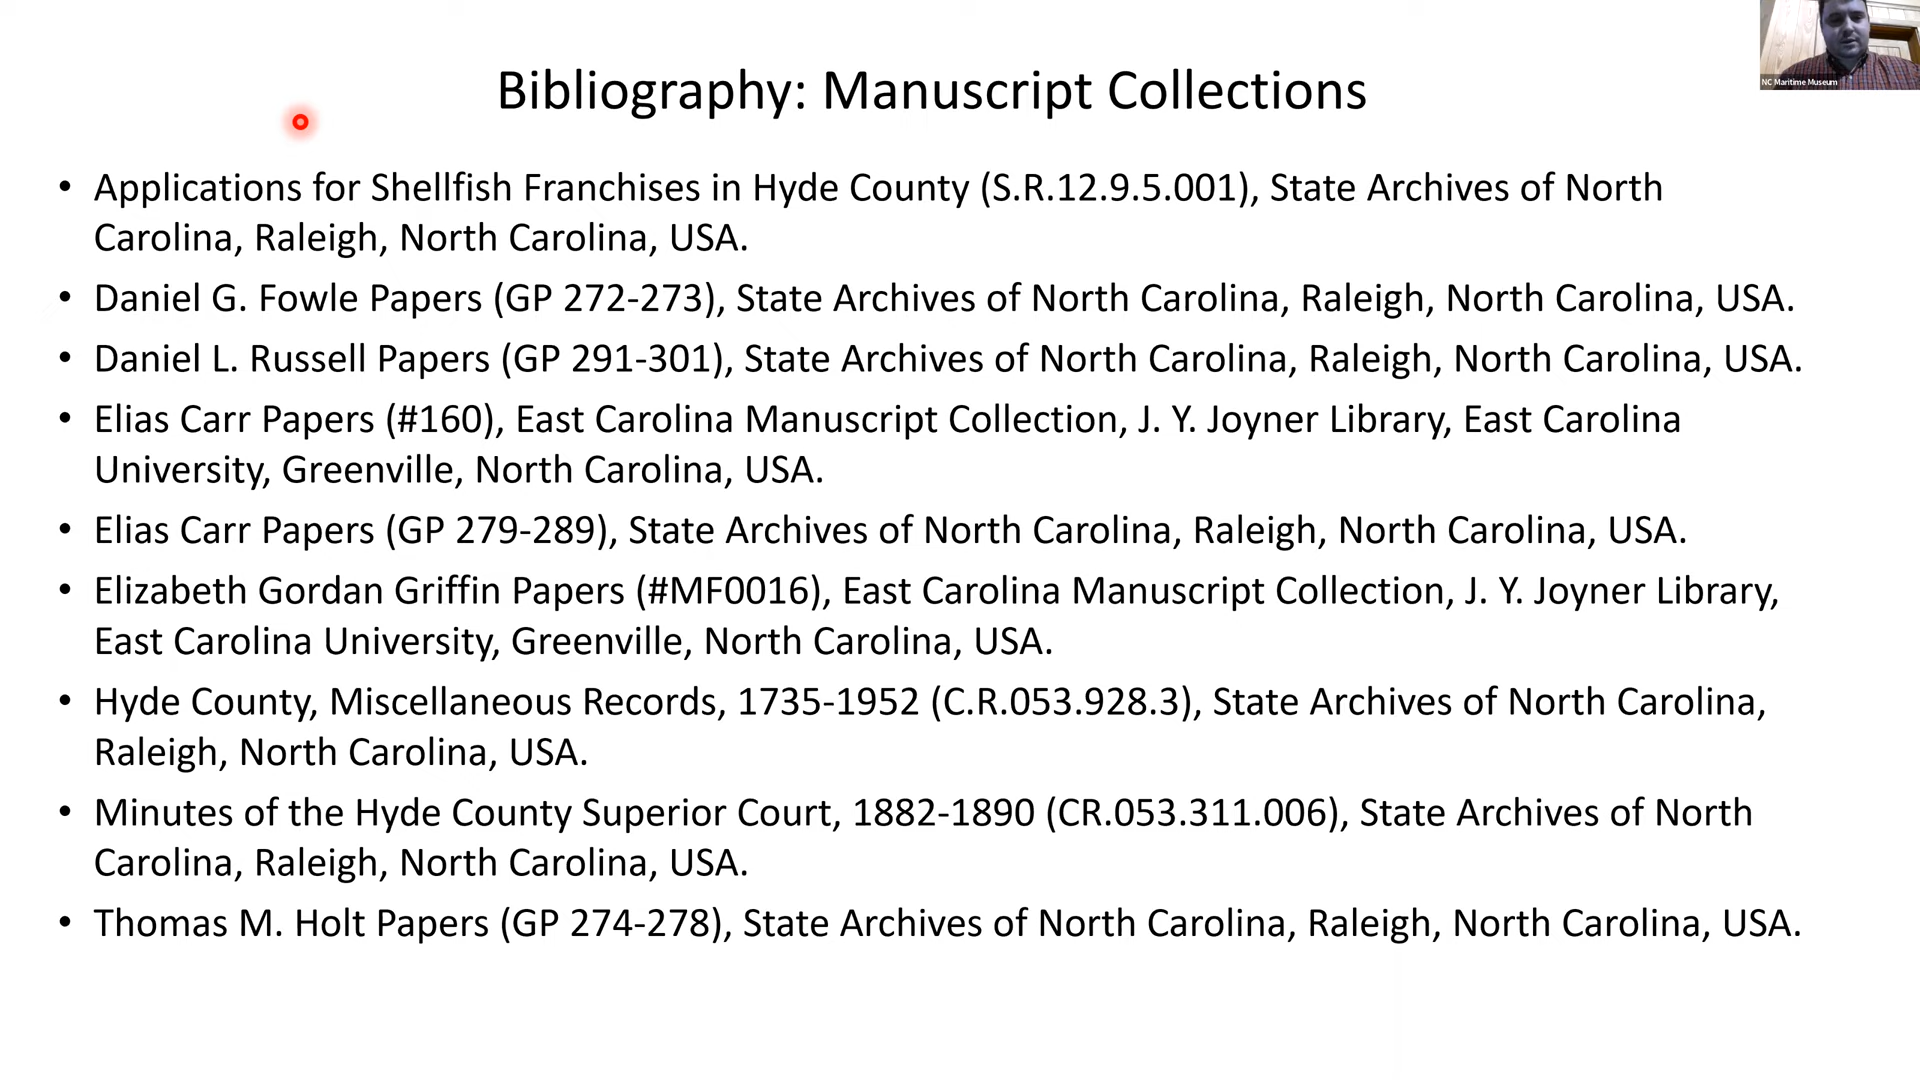 Bibliography: Manuscript Collections
NC Maritime Museum
• Applications for Shellfish Franchises in Hyde County (S.R.12.9.5.001), State Archives of North
Carolina, Raleigh, North Carolina, USA.
• Daniel G. Fowle Papers (GP 272-273), State Archives of North Carolina, Raleigh, North Carolina, USA.
• Daniel L. Russell Papers (GP 291-301), State Archives of North Carolina, Raleigh, North Carolina, USA.
• Elias Carr Papers (#160), East Carolina Manuscript Collection, J. Y. Joyner Library, East Carolina
University, Greenville, North Carolina, USA.
• Elias Carr Papers (GP 279-289), State Archives of North Carolina, Raleigh, North Carolina, USA.
• Elizabeth Gordan Griffin Papers (#MF0016), East Carolina Manuscript Collection, J. Y. Joyner Library,
East Carolina University, Greenville, North Carolina, USA.
• Hyde County, Miscellaneous Records, 1735-1952 (C.R.053.928.3), State Archives of North Carolina,
Raleigh, North Carolina, USA.
• Minutes of the Hyde County Superior Court, 1882-1890 (CR.053.311.006), State Archives of North
Carolina, Raleigh, North Carolina, USA.
• Thomas M. Holt Papers (GP 274-278), State Archives of North Carolina, Raleigh, North Carolina, USA.